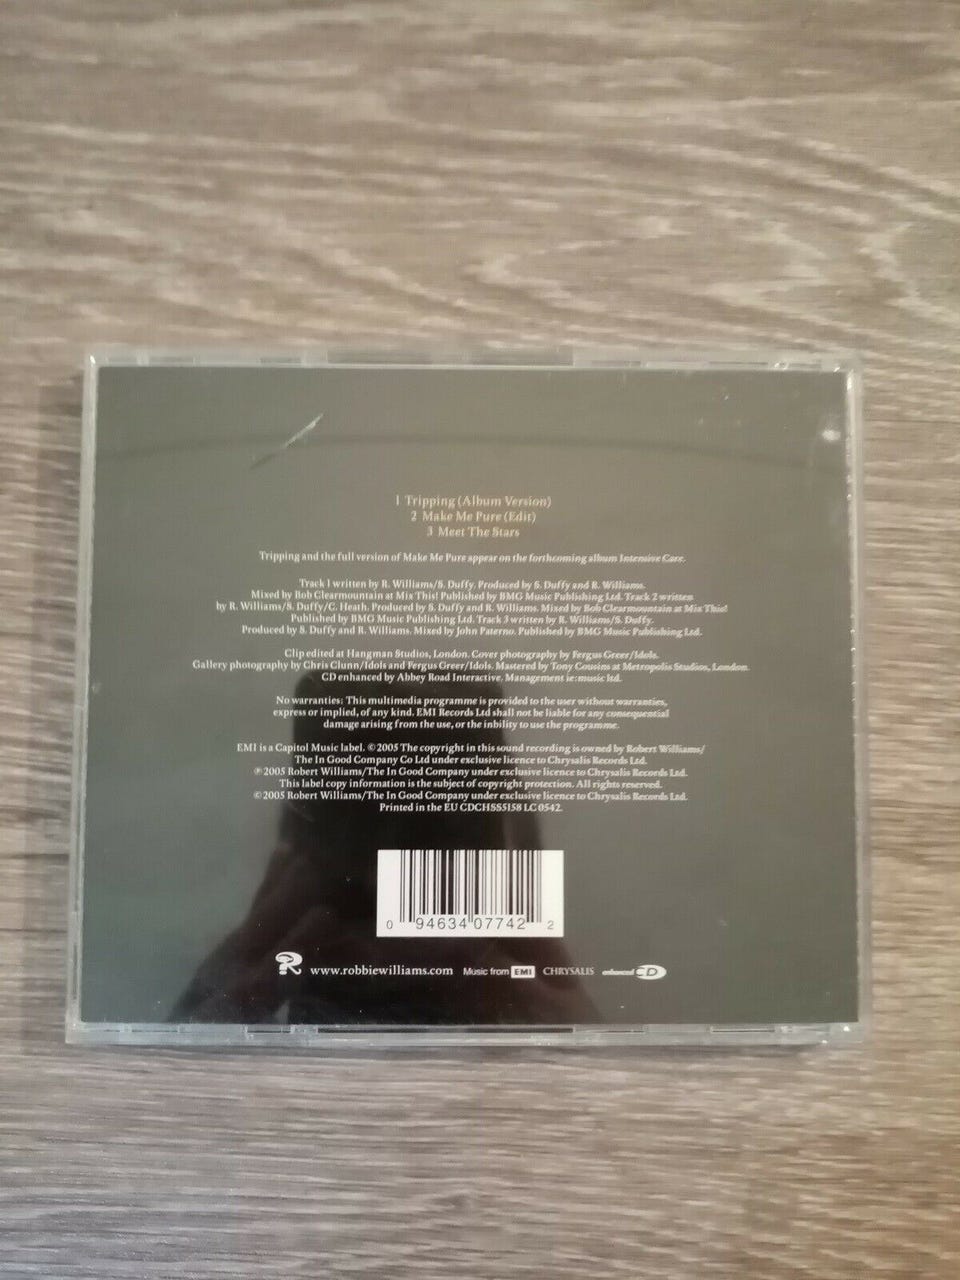 1 Tripping (Album Version)
2 Make Me Pure (Edit)
3 Meet The Stars
Tripping and the full version of Make Me Pure appear on the forthcoming album Intensive Care.
Track 1 written by R. Williams/S. Duffy. Produced by S. Duffy and R. Williams.
Mixed by Bob Clearmountain at Mix This! Published by BMG Music Publishing Ltd. Track 2 written
by R. Williams/S. Duffy/C. Heath. Produced by S. Duffy and R. Williams. Mixed by Bob Clearmountain at Mix This!
Published by BMG Music Publishing Ltd. Track 3 written by R. Williams/S. Duffy.
Produced by S. Duffy and R. Williams. Mixed by John Paterno. Published by BMG Music Publishing Ltd.
Clip edited at Hangman Studios, London. Cover photography by Fergus Greer/Idols.
Gallery photography by Chris Clunn/Idols and Fergus Greer/Idols. Mastered by Tony Cousins at Metropolis Studios, London.
CD enhanced by Abbey Road Interactive. Management ie:music ltd.
No warranties: This multimedia programme is provided to the user without warranties,
express or implied, of any kind. EMI Records Ltd shall not be liable for any consequential
damage arising from the use, or the inbility to use the programme.
EMI is a Capitol Music label. © 2005 The copyright in this sound recording is owned by Robert Williams/
The In Good Company Co Ltd under exclusive licence to Chrysalis Records Ltd.
℗ 2005 Robert Williams/The In Good Company under exclusive licence to Chrysalis Records Ltd.
This label copy information is the subject of copyright protection. All rights reserved.
© 2005 Robert Williams/The In Good Company under exclusive licence to Chrysalis Records Ltd.
Printed in the EU CDCHSS5158 LC 0542.
0 94634 07742 2
R www.robbiewilliams.com Music from EMI CHRYSALIS enhanced CD